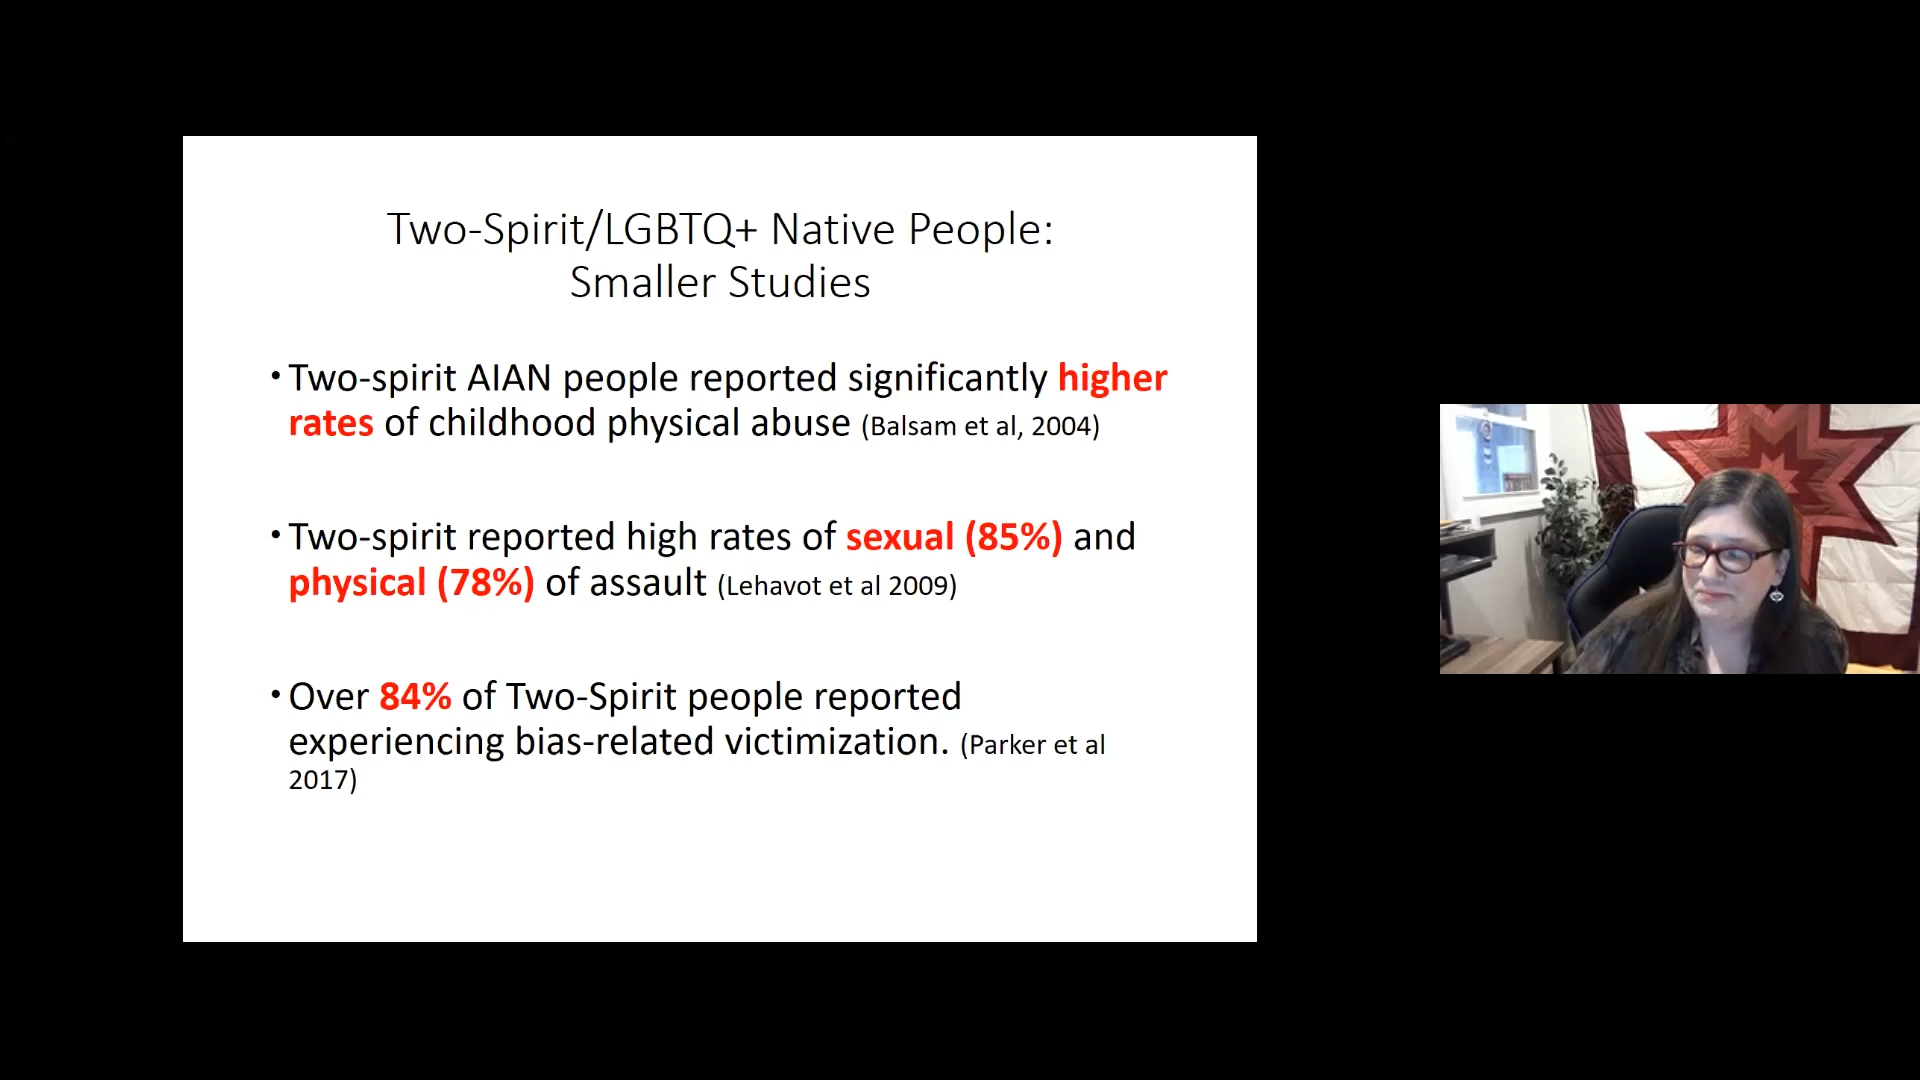 Two-Spirit/LGBTQ+ Native People:
Smaller Studies
• Two-spirit AIAN people reported significantly higher
rates of childhood physical abuse (Balsam et al, 2004)
• Two-spirit reported high rates of sexual (85%) and
physical (78%) of assault (Lehavot et al 2009)
• Over 84% of Two-Spirit people reported
experiencing bias-related victimization. (Parker et al
2017)